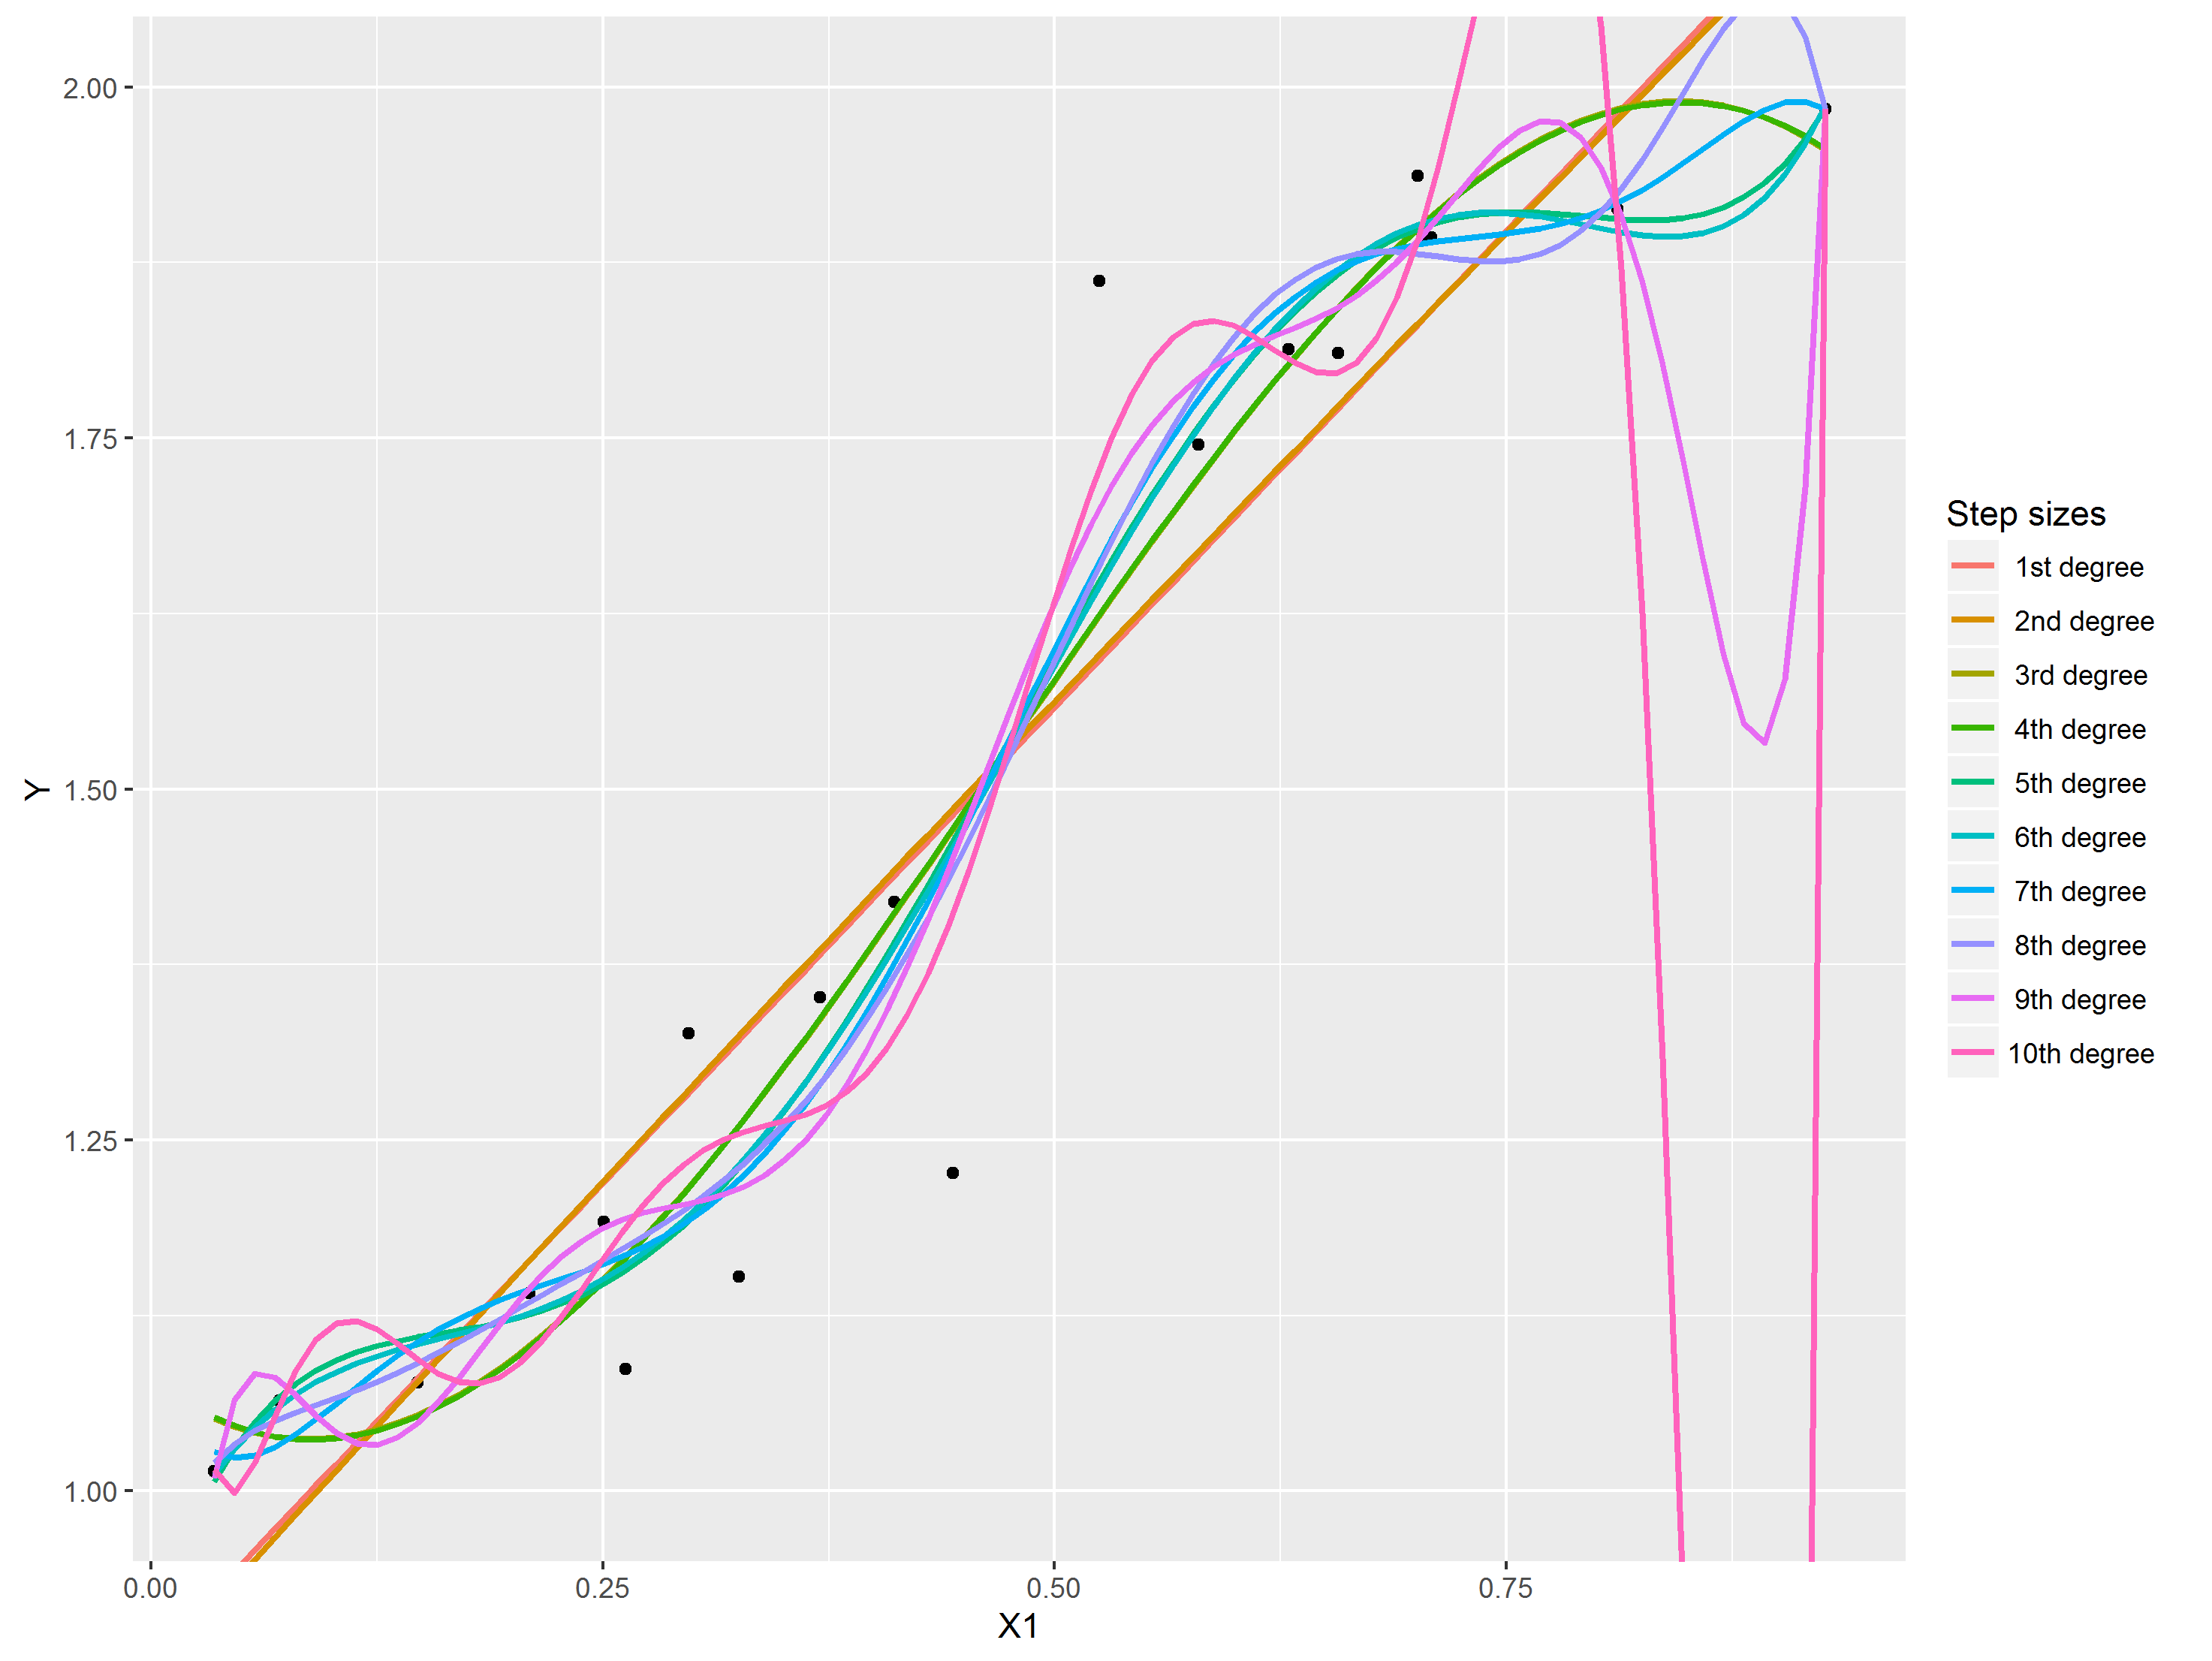 2.00
1.75
1.50
1.25
1.00
Y
0.00
0.25
0.50
0.75
X1
Step sizes
1st degree
2nd degree
3rd degree
4th degree
5th degree
6th degree
7th degree
8th degree
9th degree
10th degree